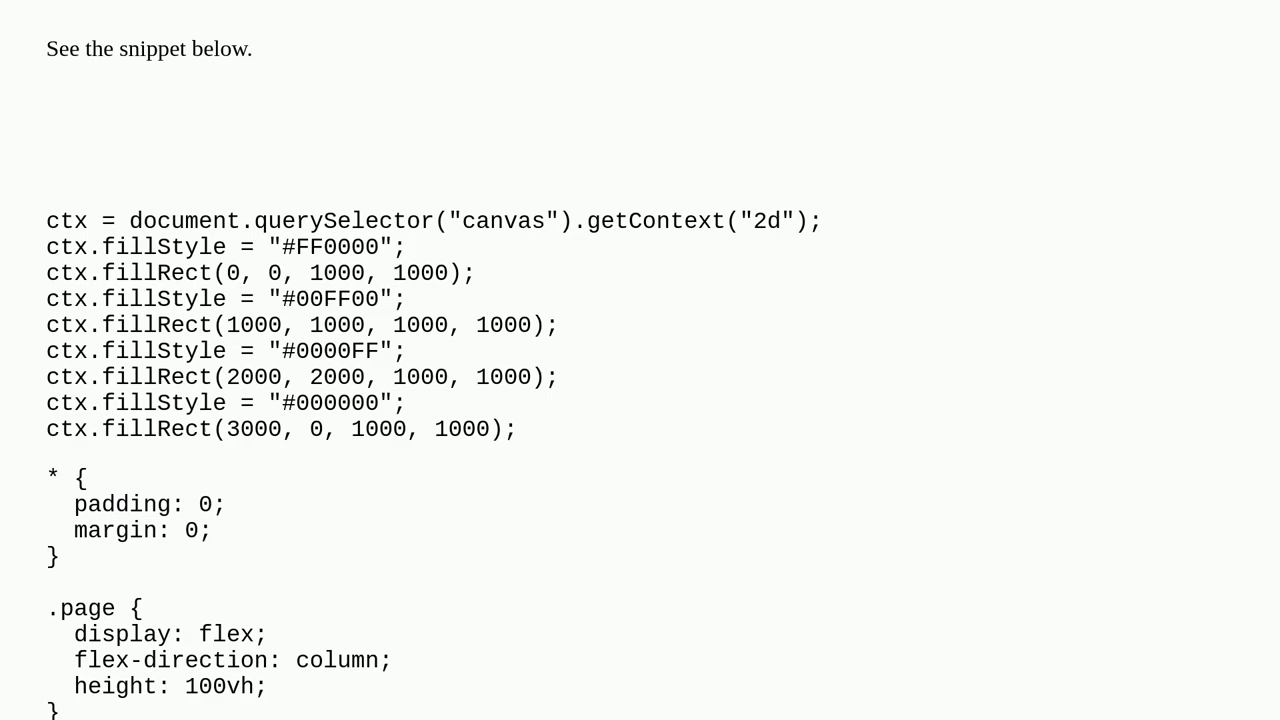 See the snippet below.
ctx = document.querySelector("canvas").getContext("2d");
ctx.fillStyle = "#FF0000";
ctx.fillRect(0, 0, 1000, 1000);
ctx.fillStyle = "#00FF00";
ctx.fillRect(1000, 1000, 1000, 1000);
ctx.fillStyle = "#0000FF";
ctx.fillRect(2000, 2000, 1000, 1000);
ctx.fillStyle = "#000000";
ctx.fillRect(3000, 0, 1000, 1000);
* {
  padding: 0;
  margin: 0;
}
.page {
  display: flex;
  flex-direction: column;
  height: 100vh;
}